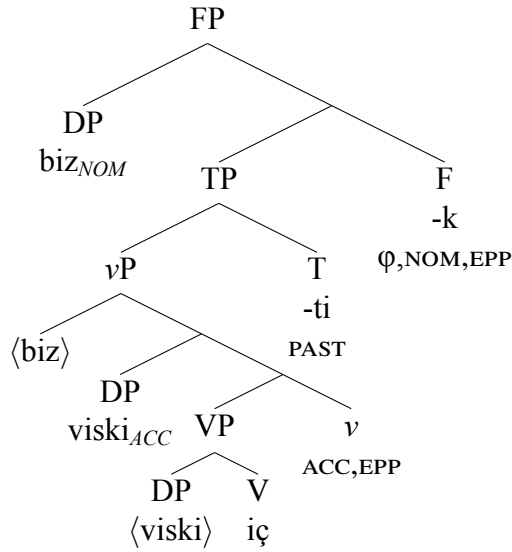 FP
DP
biz_NOM
TP F
-k
φ,NOM,EPP
vP T
-ti
PAST
⟨biz⟩
DP
viski_ACC
VP v
ACC,EPP
DP V
⟨viski⟩ iç